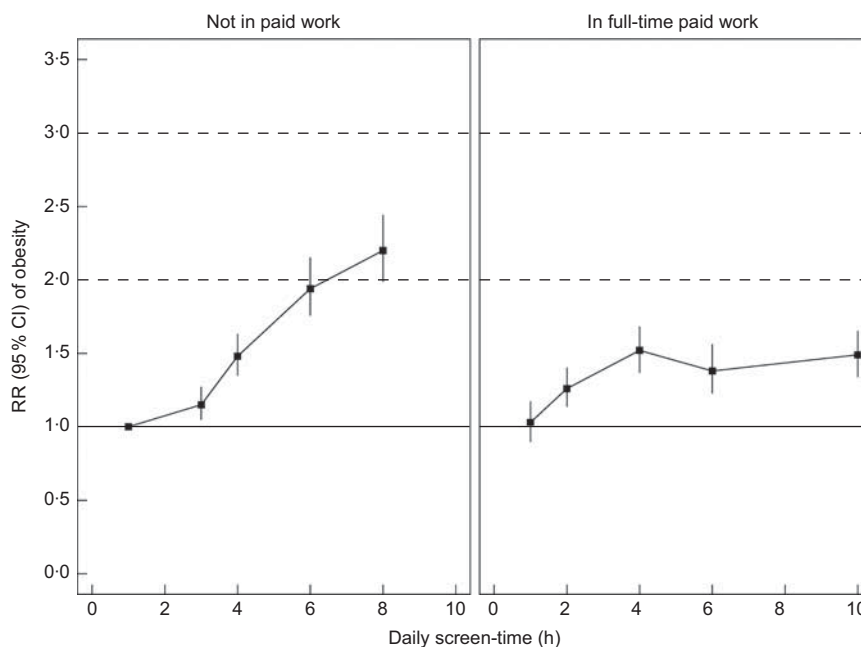 Not in paid work
In full-time paid work
RR (95 % CI) of obesity
3·5
3·0
2·5
2·0
1·5
1·0
0·5
0·0
0 2 4 6 8 10
0 2 4 6 8 10
Daily screen-time (h)